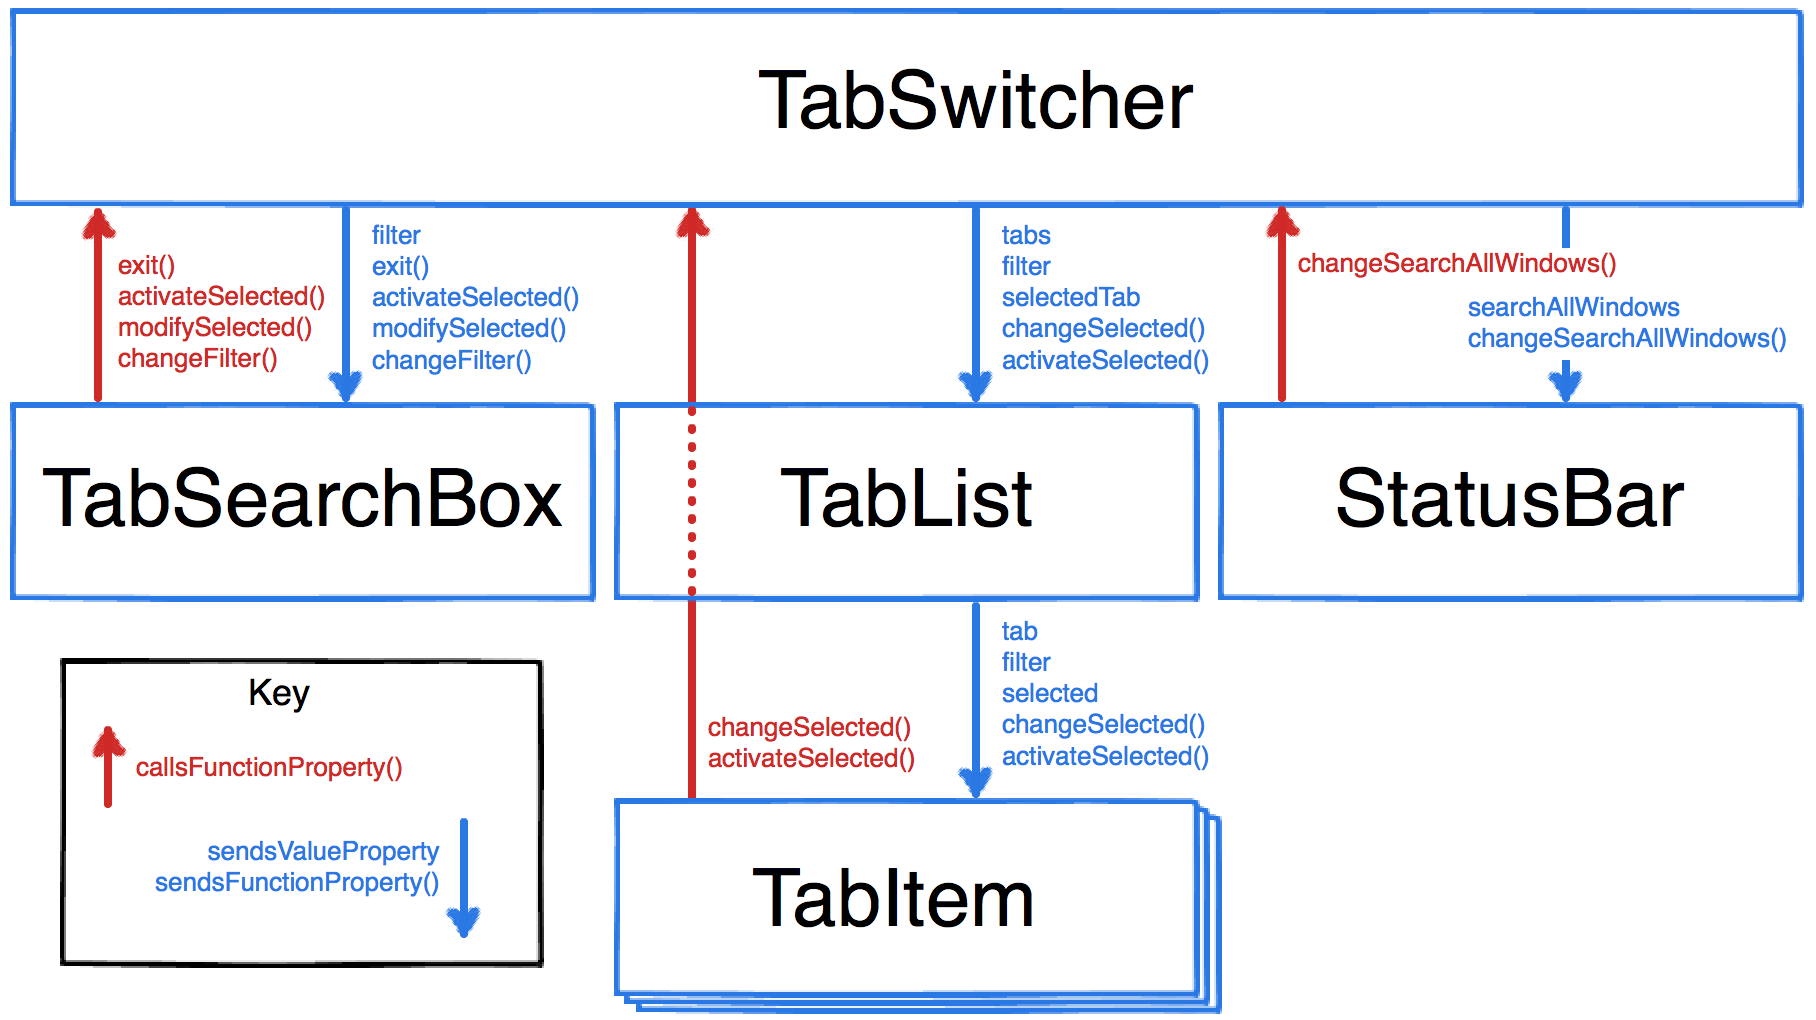 TabSwitcher
exit()
activateSelected()
modifySelected()
changeFilter()
filter
exit()
activateSelected()
modifySelected()
changeFilter()
tabs
filter
selectedTab
changeSelected()
activateSelected()
changeSearchAllWindows()
searchAllWindows
changeSearchAllWindows()
TabSearchBox
TabList
StatusBar
changeSelected()
activateSelected()
tab
filter
selected
changeSelected()
activateSelected()
TabItem
Key
callsFunctionProperty()
sendsValueProperty
sendsFunctionProperty()